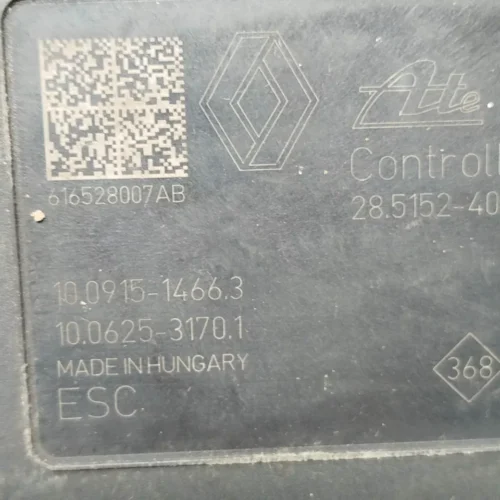 Ate
616528007AB
Controll
28.5152-40
10.0915-1466.3
10.0625-3170.1
MADE IN HUNGARY
368
ESC